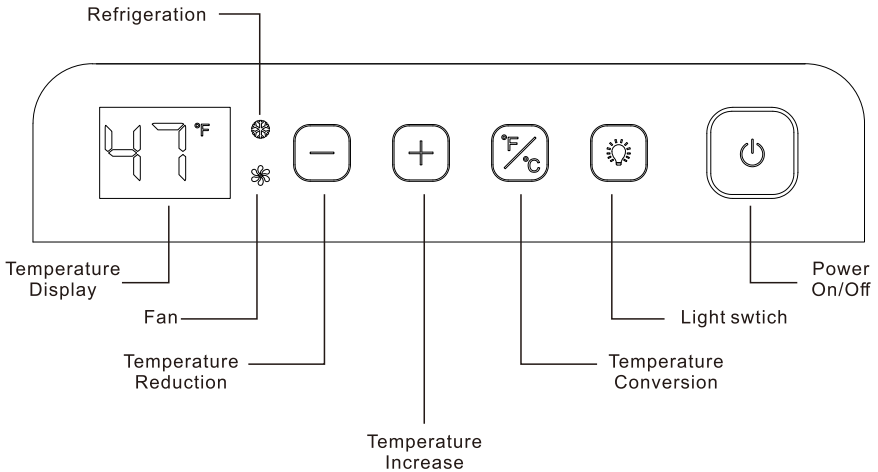 Refrigeration
47 °F
°F/°C
Temperature
Display
Fan
Temperature
Reduction
Temperature
Increase
Temperature
Conversion
Light swtich
Power
On/Off